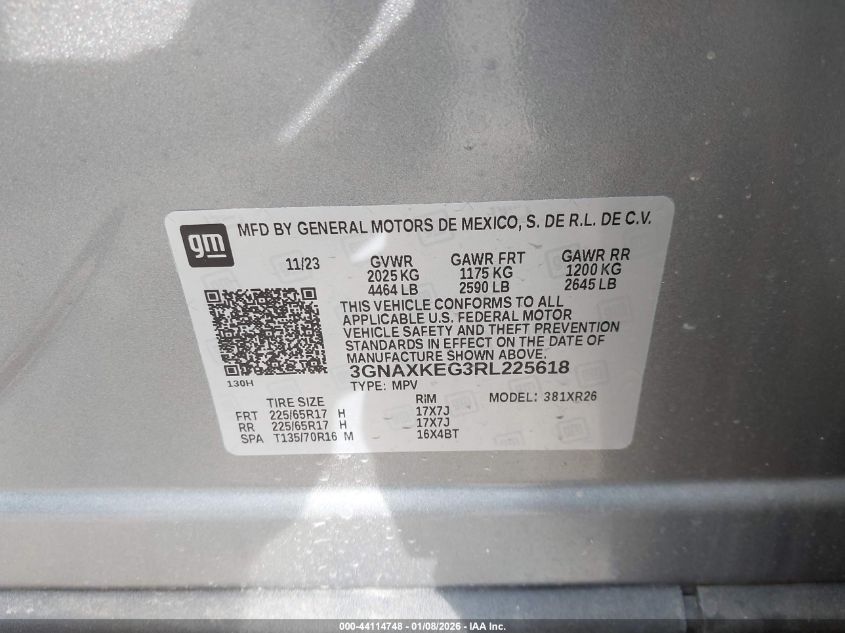 gm MFD BY GENERAL MOTORS DE MEXICO, S. DE R.L. DE C.V.
11/23 GVWR GAWR FRT GAWR RR
2025 KG 1175 KG 1200 KG
4464 LB 2590 LB 2645 LB
THIS VEHICLE CONFORMS TO ALL
APPLICABLE U.S. FEDERAL MOTOR
VEHICLE SAFETY AND THEFT PREVENTION
STANDARDS IN EFFECT ON THE DATE OF
MANUFACTURE SHOWN ABOVE.
3GNAXKEG3RL225618
130H TYPE: MPV
TIRE SIZE RIM MODEL: 381XR26
FRT 225/65R17 H 17X7J
RR 225/65R17 H 17X7J
SPA T135/70R16 M 16X4BT
000-44114748 - 01/08/2026 - IAA Inc.